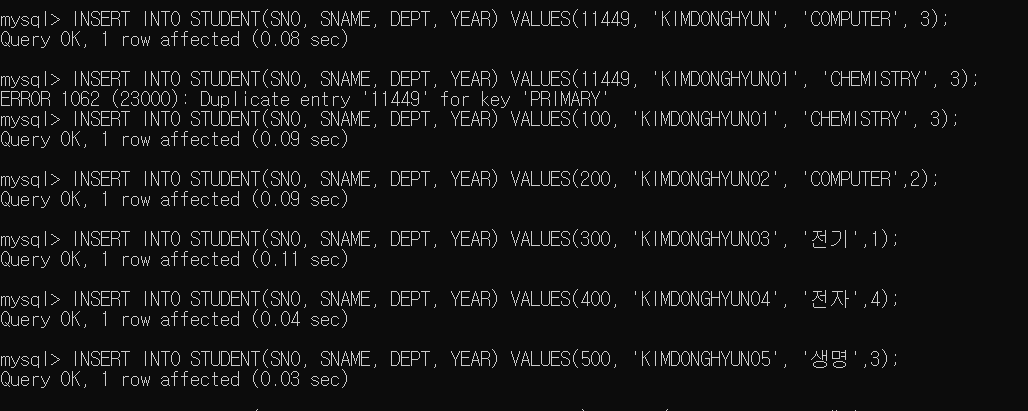 mysql> INSERT INTO STUDENT(SNO, SNAME, DEPT, YEAR) VALUES(11449, 'KIMDONGHYUN', 'COMPUTER', 3);
Query OK, 1 row affected (0.08 sec)
mysql> INSERT INTO STUDENT(SNO, SNAME, DEPT, YEAR) VALUES(11449, 'KIMDONGHYUN01', 'CHEMISTRY', 3);
ERROR 1062 (23000): Duplicate entry '11449' for key 'PRIMARY'
mysql> INSERT INTO STUDENT(SNO, SNAME, DEPT, YEAR) VALUES(100, 'KIMDONGHYUN01', 'CHEMISTRY', 3);
Query OK, 1 row affected (0.09 sec)
mysql> INSERT INTO STUDENT(SNO, SNAME, DEPT, YEAR) VALUES(200, 'KIMDONGHYUN02', 'COMPUTER',2);
Query OK, 1 row affected (0.09 sec)
mysql> INSERT INTO STUDENT(SNO, SNAME, DEPT, YEAR) VALUES(300, 'KIMDONGHYUN03', '전기',1);
Query OK, 1 row affected (0.11 sec)
mysql> INSERT INTO STUDENT(SNO, SNAME, DEPT, YEAR) VALUES(400, 'KIMDONGHYUN04', '전자',4);
Query OK, 1 row affected (0.04 sec)
mysql> INSERT INTO STUDENT(SNO, SNAME, DEPT, YEAR) VALUES(500, 'KIMDONGHYUN05', '생명',3);
Query OK, 1 row affected (0.03 sec)